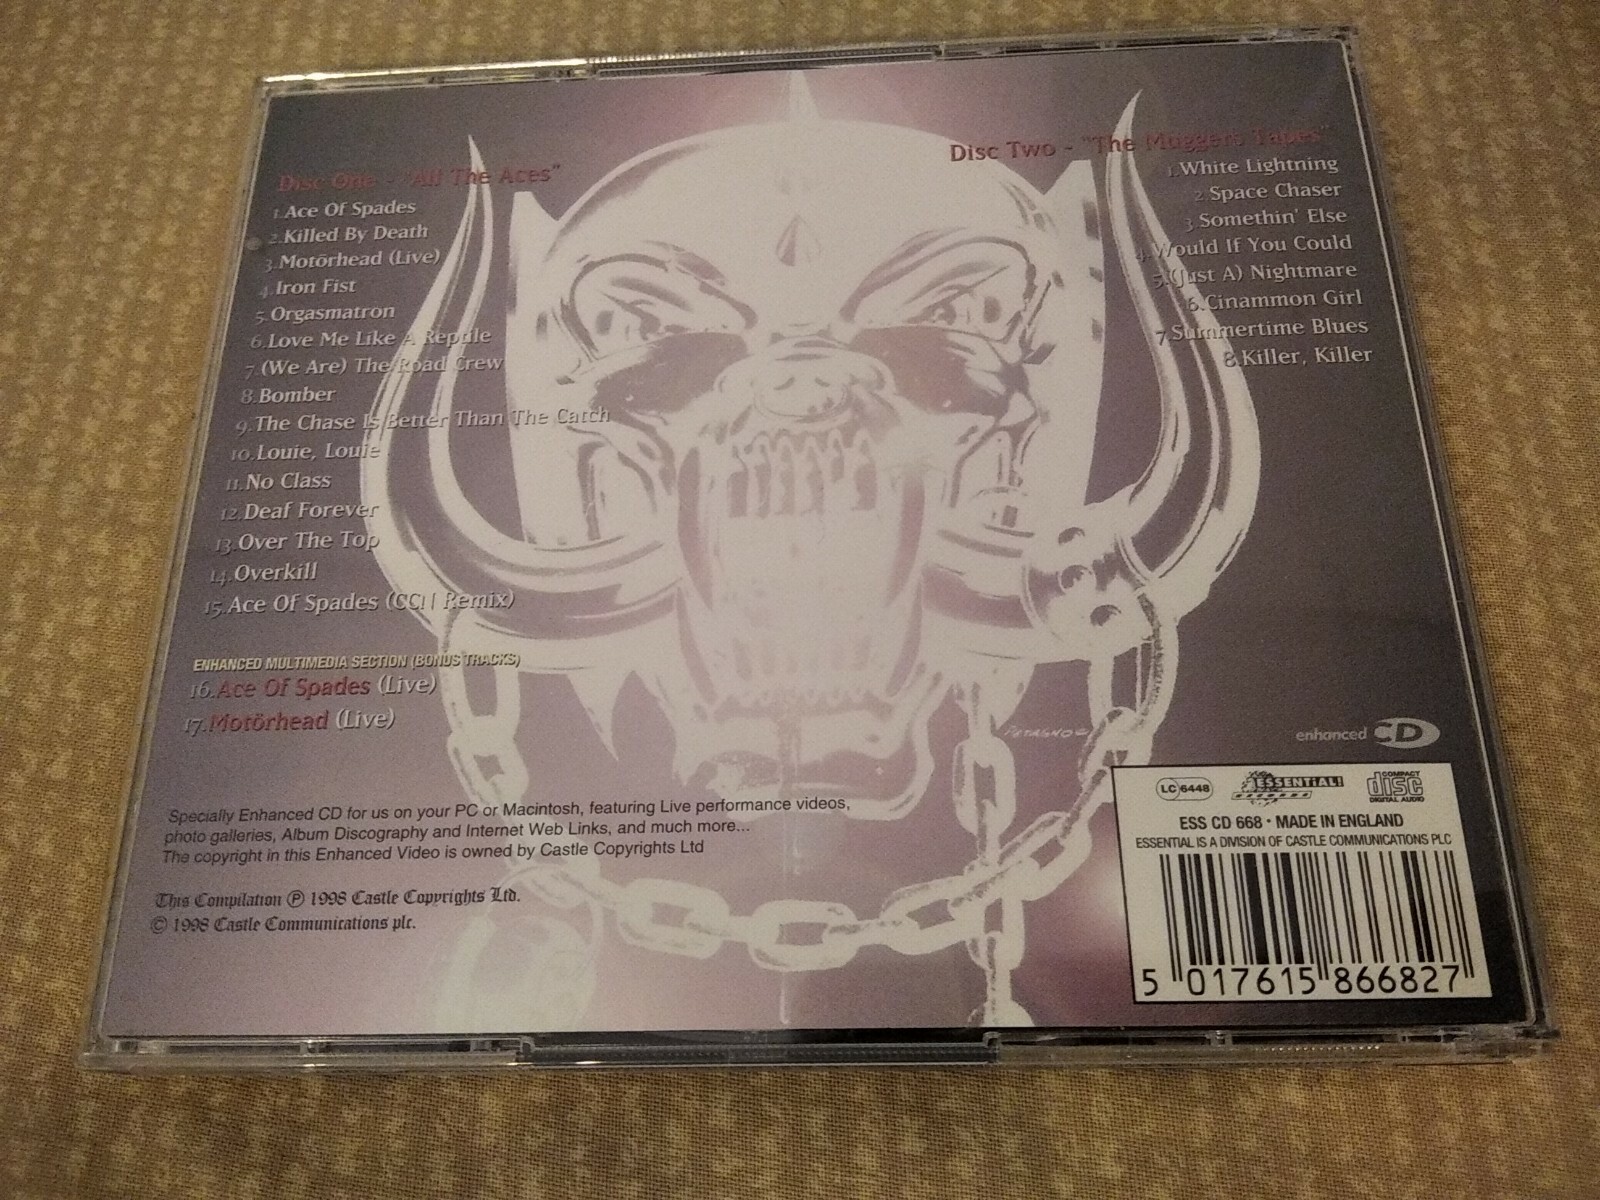 Disc One - "All The Aces"
1.Ace Of Spades
2.Killed By Death
3.Motörhead (Live)
4.Iron Fist
5.Orgasmatron
6.Love Me Like A Reptile
7.(We Are) The Road Crew
8.Bomber
9.The Chase Is Better Than The Catch
10.Louie, Louie
11.No Class
12.Deaf Forever
13.Over The Top
14.Overkill
15.Ace Of Spades (CCN Remix)
ENHANCED MULTIMEDIA SECTION (BONUS TRACKS)
16.Ace Of Spades (Live)
17.Motörhead (Live)
Disc Two - "The Muggers Tapes"
1.White Lightning
2.Space Chaser
3.Somethin' Else
4.Would If You Could
5.(Just A) Nightmare
6.Cinammon Girl
7.Summertime Blues
8.Killer, Killer
PETAGNO
Specially Enhanced CD for us on your PC or Macintosh, featuring Live performance videos,
photo galleries, Album Discography and Internet Web Links, and much more...
The copyright in this Enhanced Video is owned by Castle Copyrights Ltd
This Compilation ℗ 1998 Castle Copyrights Ltd.
© 1998 Castle Communications plc.
enhanced CD
LC 6448
ESSENTIAL!
RECORDS
COMPACT
disc
DIGITAL AUDIO
ESS CD 668 · MADE IN ENGLAND
ESSENTIAL IS A DIVISION OF CASTLE COMMUNICATIONS PLC
5 017615 866827